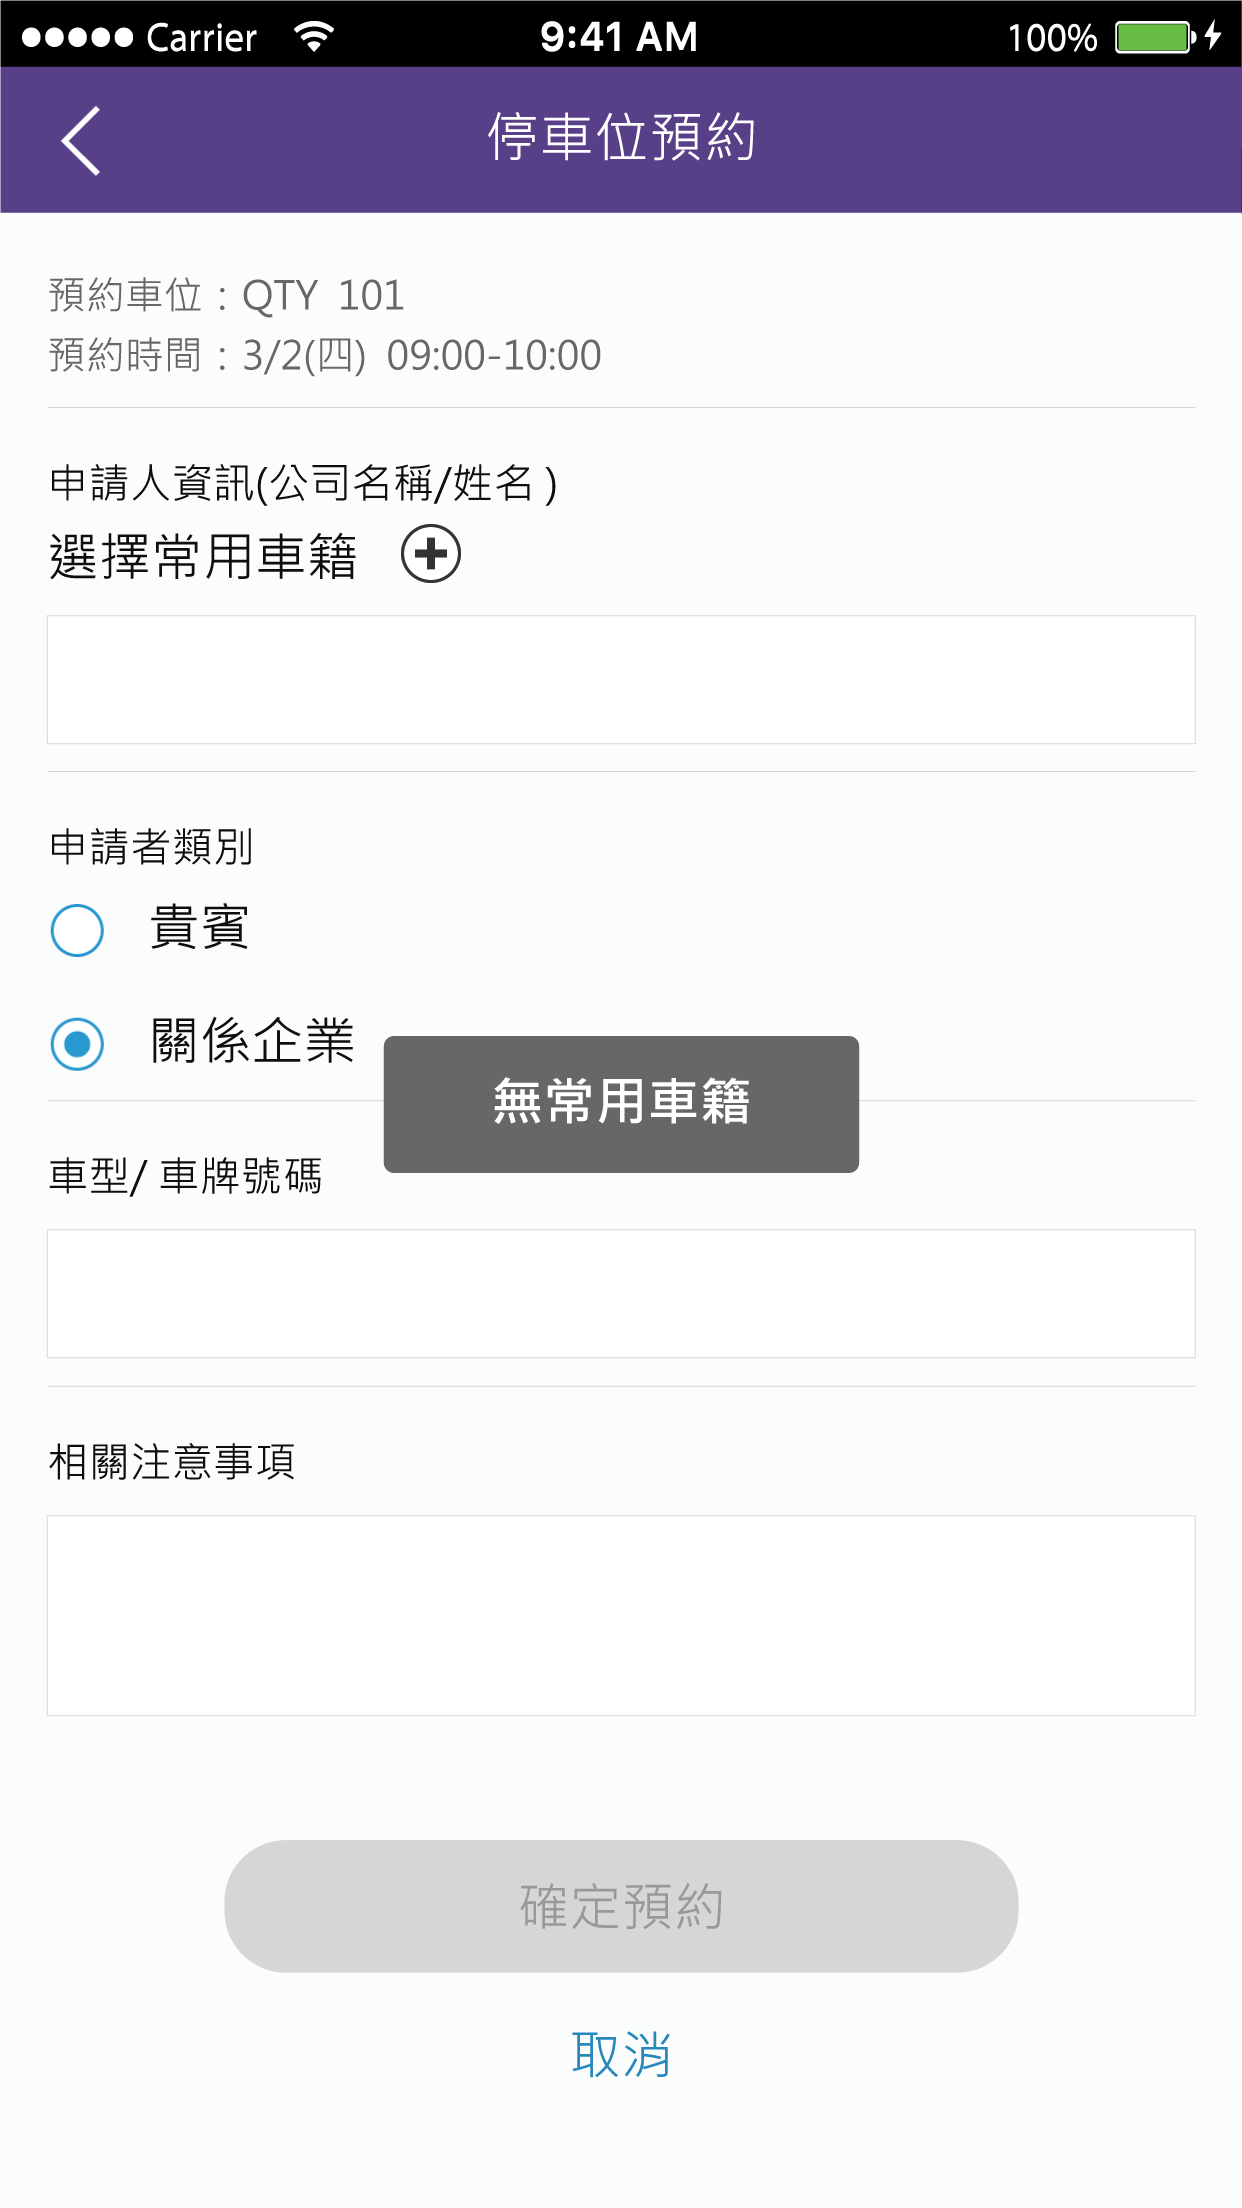 Carrier 9:41 AM 100%
停車位預約
預約車位：QTY 101
預約時間：3/2(四) 09:00-10:00
申請人資訊(公司名稱/姓名 )
選擇常用車籍
申請者類別
貴賓
關係企業
無常用車籍
車型/ 車牌號碼
相關注意事項
確定預約
取消